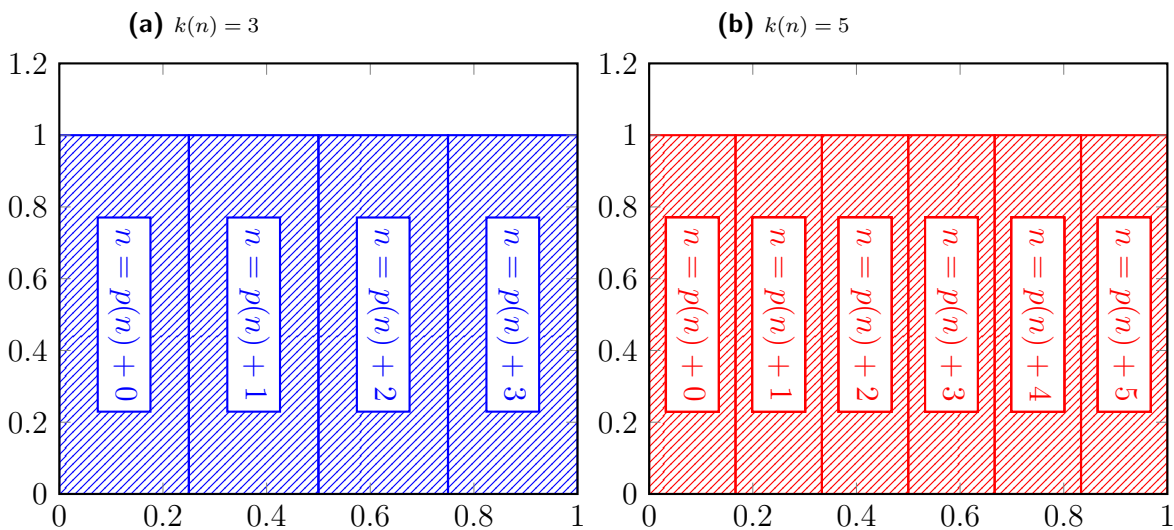 (a) k(n) = 3
1.2
1
0.8
0.6
0.4
0.2
0
0 0.2 0.4 0.6 0.8 1
n = p(n) + 0
n = p(n) + 1
n = p(n) + 2
n = p(n) + 3
(b) k(n) = 5
1.2
1
0.8
0.6
0.4
0.2
0
0 0.2 0.4 0.6 0.8 1
n = p(n) + 0
n = p(n) + 1
n = p(n) + 2
n = p(n) + 3
n = p(n) + 4
n = p(n) + 5